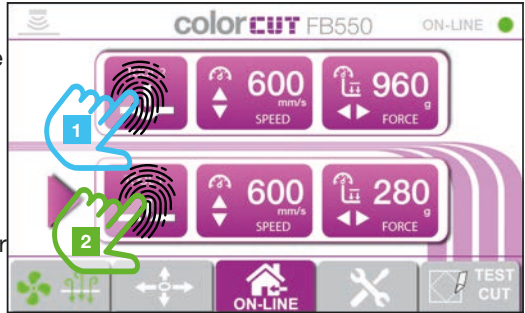 colorCUT FB550 ON-LINE
e
600 mm/s SPEED
960 g FORCE
1
600 mm/s SPEED
280 g FORCE
r
2
ON-LINE
TEST CUT